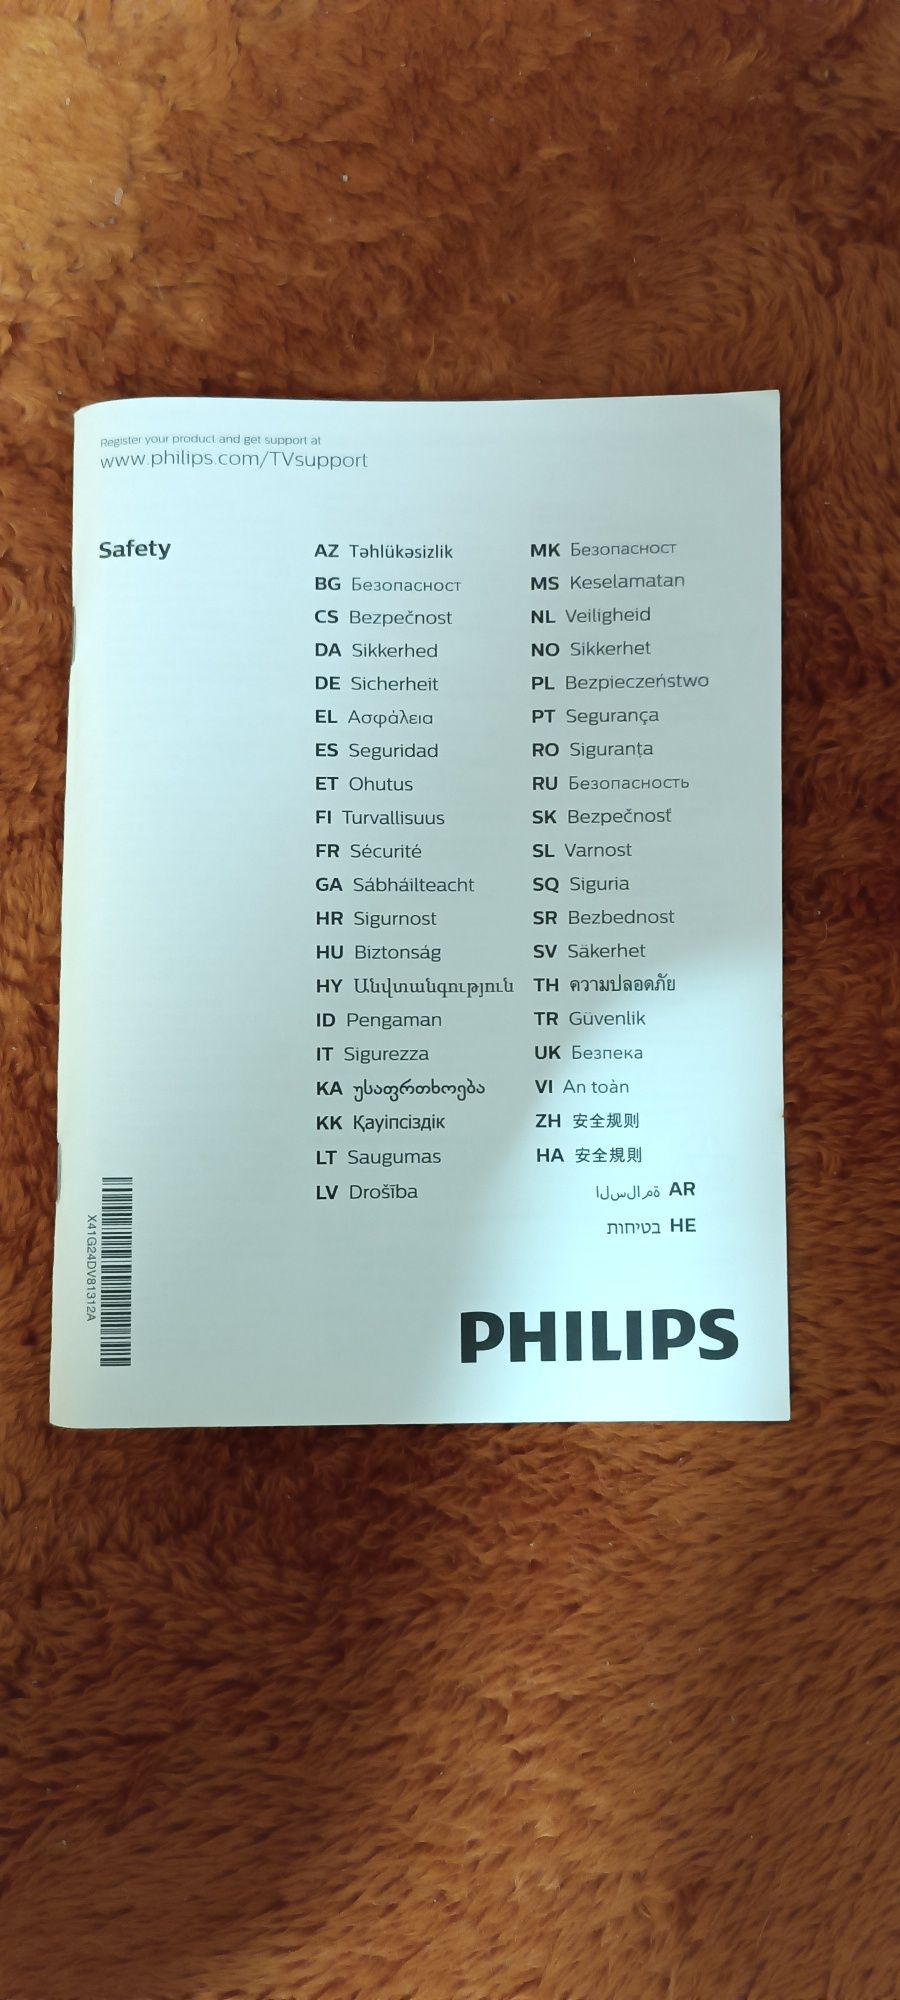 Register your product and get support at
www.philips.com/TVsupport
Safety
AZ Təhlükəsizlik
BG Безопасност
CS Bezpečnost
DA Sikkerhed
DE Sicherheit
EL Ασφάλεια
ES Seguridad
ET Ohutus
FI Turvallisuus
FR Sécurité
GA Sábháilteacht
HR Sigurnost
HU Biztonság
HY Անվտանգություն
ID Pengaman
IT Sigurezza
KA უსაფრთხოება
KK Қауіпсіздік
LT Saugumas
LV Drošība
MK Безопасност
MS Keselamatan
NL Veiligheid
NO Sikkerhet
PL Bezpieczeństwo
PT Segurança
RO Siguranța
RU Безопасность
SK Bezpečnosť
SL Varnost
SQ Siguria
SR Bezbednost
SV Säkerhet
TH ความปลอดภัย
TR Güvenlik
UK Безпека
VI An toàn
ZH 安全规则
HA 安全規則
AR ةمالسلا
HE בטיחות
X41G24DV81312A
PHILIPS